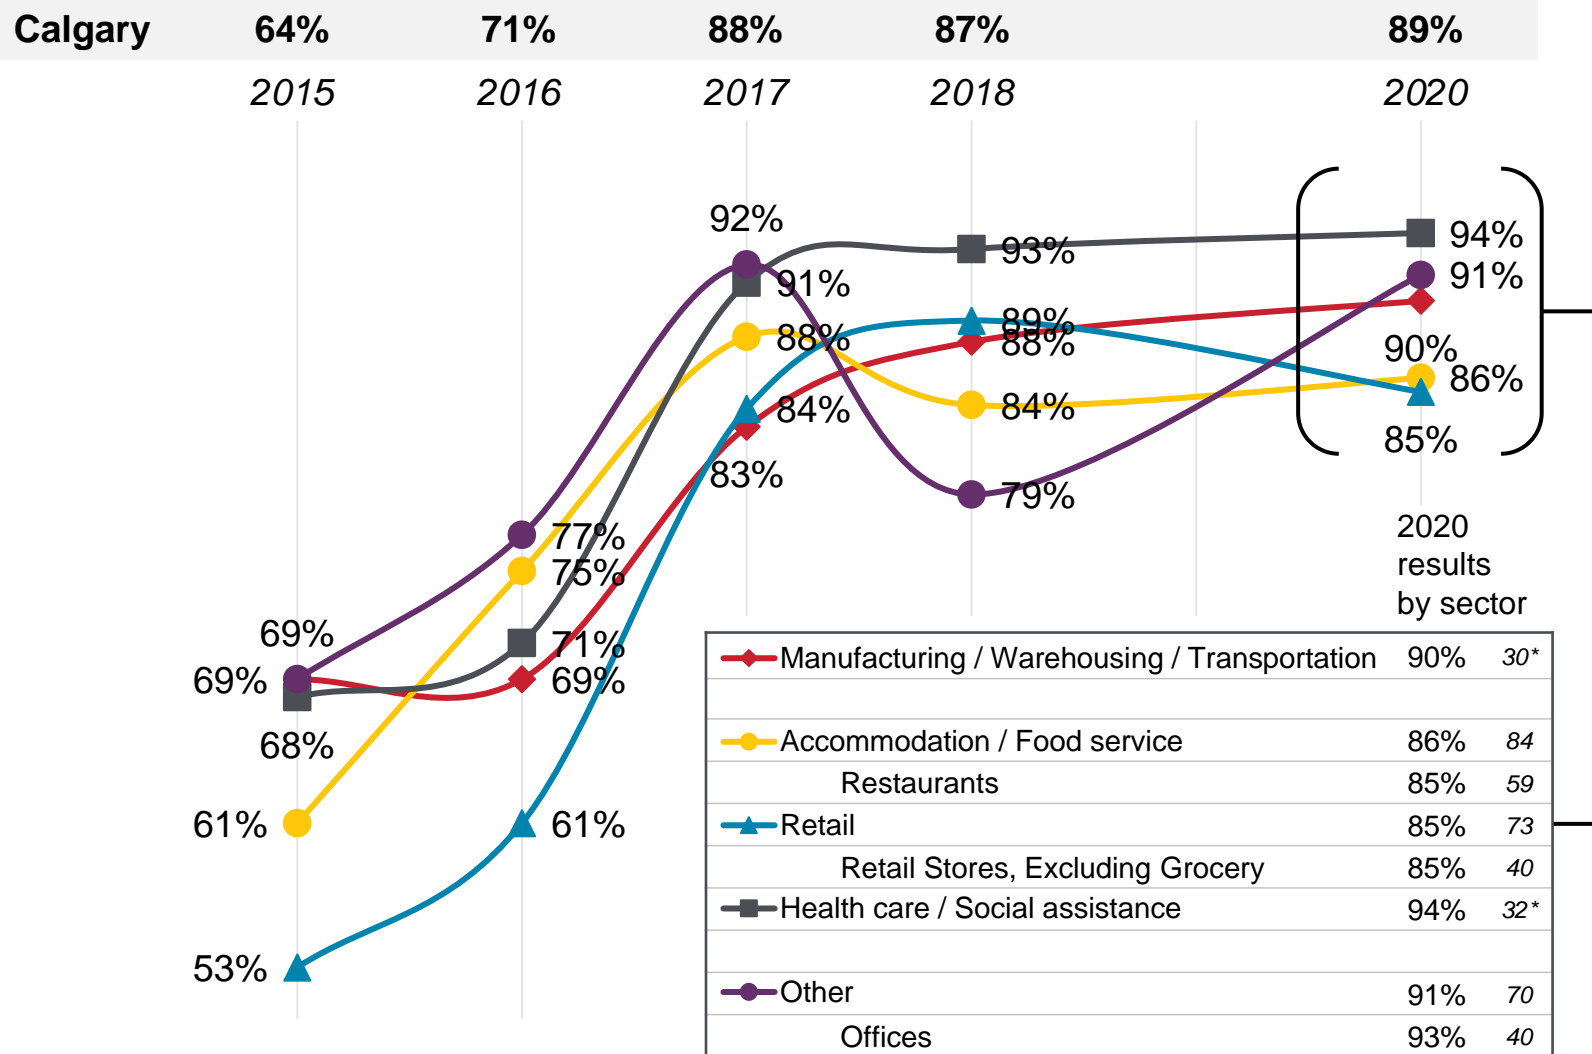 Calgary 64% 71% 88% 87% 89%
2015 2016 2017 2018 2020
92%
91%
93%
94%
91%
88%
89%
88%
90%
86%
84%
84%
85%
83%
79%
77%
75%
69%
71%
69%
69%
68%
61%
61%
53%
2020
results
by sector
Manufacturing / Warehousing / Transportation 90% 30*
Accommodation / Food service 86% 84
Restaurants 85% 59
Retail 85% 73
Retail Stores, Excluding Grocery 85% 40
Health care / Social assistance 94% 32*
Other 91% 70
Offices 93% 40